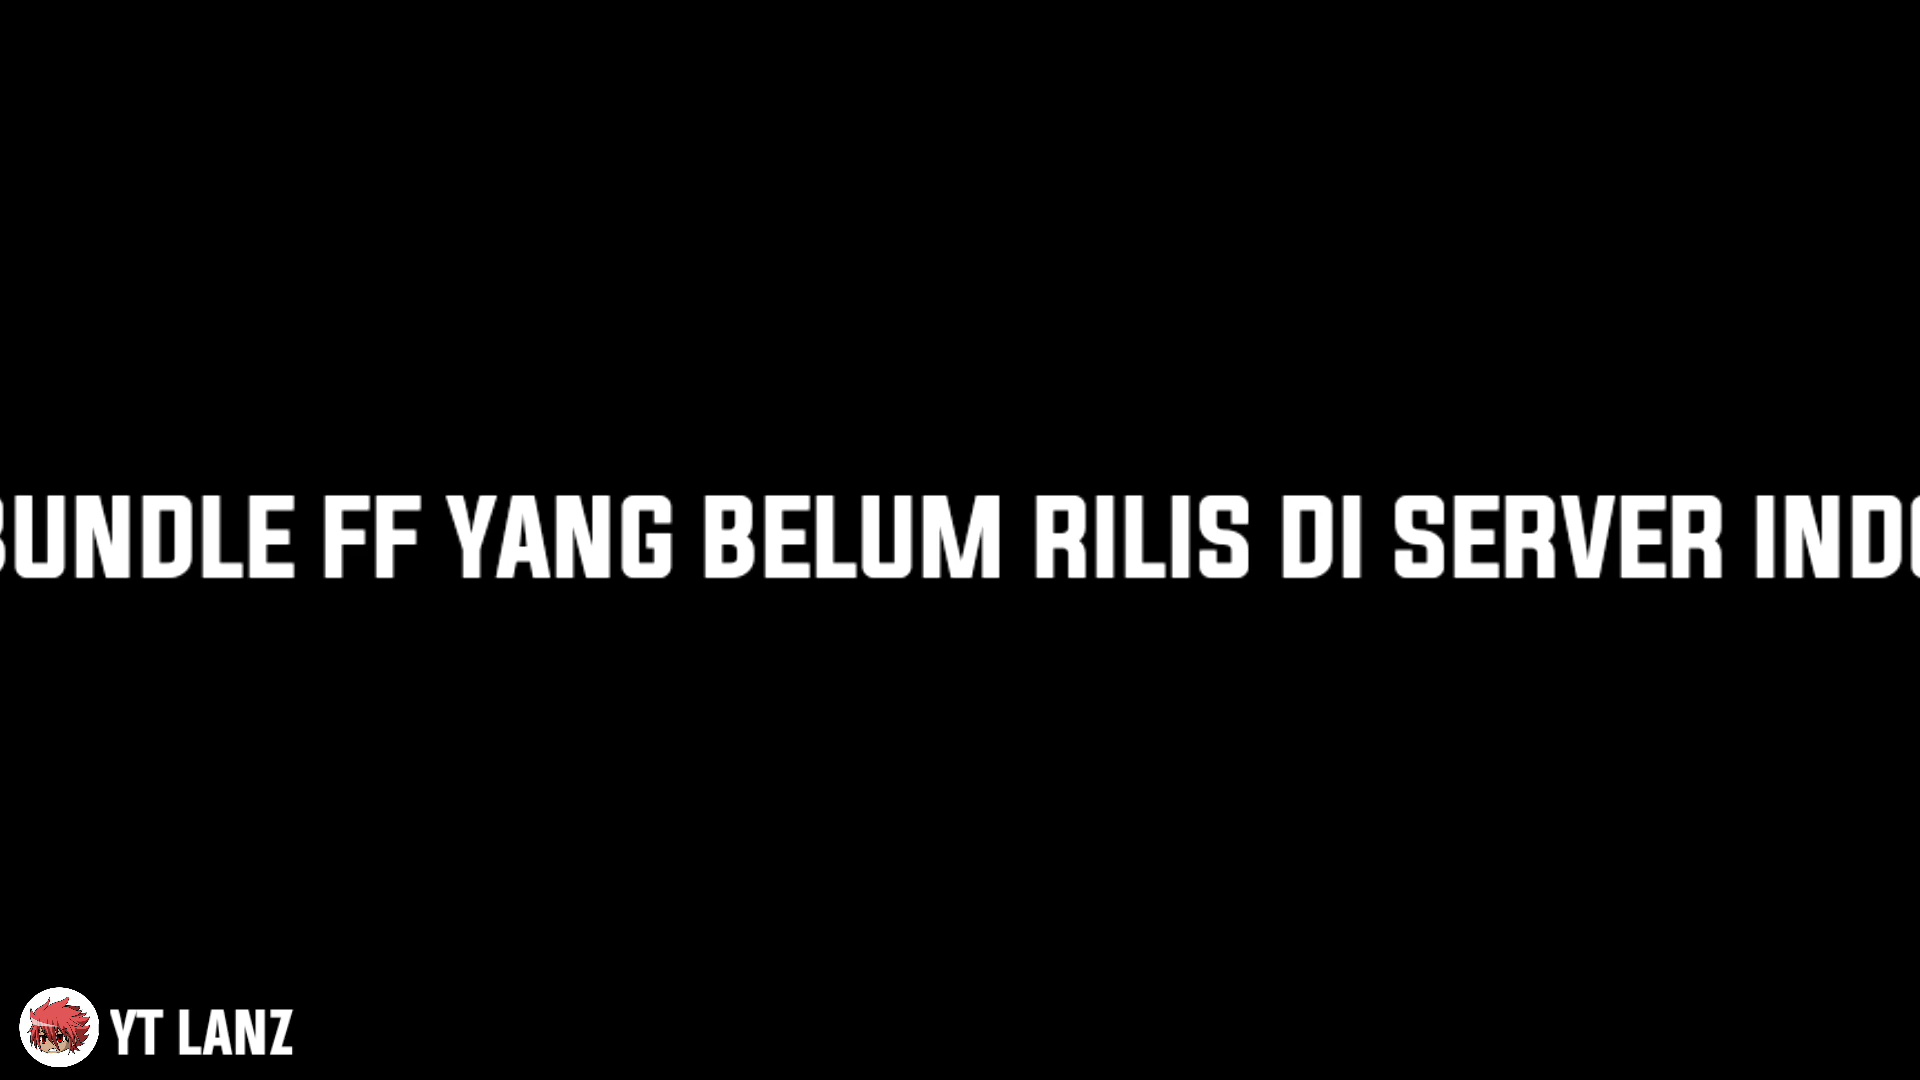 BUNDLE FF YANG BELUM RILIS DI SERVER INDO
YT LANZ